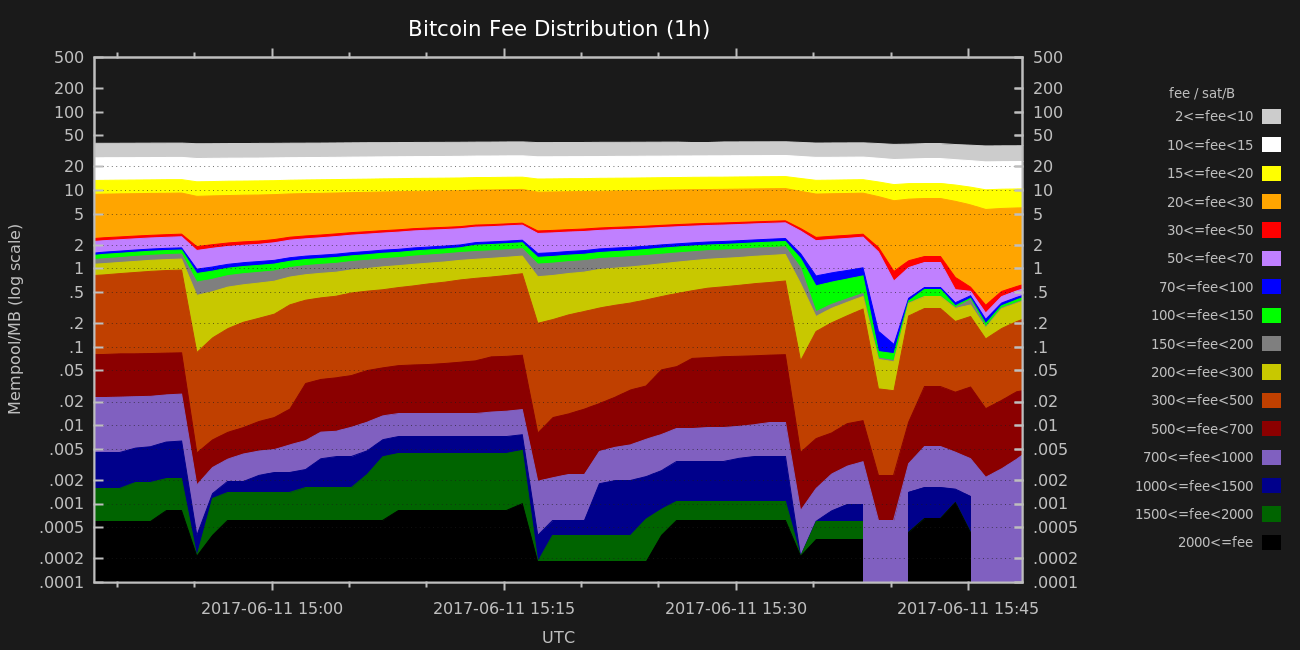 Bitcoin Fee Distribution (1h)
500 500
200 200
100 100
50 50
20 20
10 10
5 5
2 2
1 1
.5 .5
.2 .2
.1 .1
.05 .05
.02 .02
.01 .01
.005 .005
.002 .002
.001 .001
.0005 .0005
.0002 .0002
.0001 .0001
Mempool/MB (log scale)
2017-06-11 15:00 2017-06-11 15:15 2017-06-11 15:30 2017-06-11 15:45
UTC
fee / sat/B
2<=fee<10
10<=fee<15
15<=fee<20
20<=fee<30
30<=fee<50
50<=fee<70
70<=fee<100
100<=fee<150
150<=fee<200
200<=fee<300
300<=fee<500
500<=fee<700
700<=fee<1000
1000<=fee<1500
1500<=fee<2000
2000<=fee